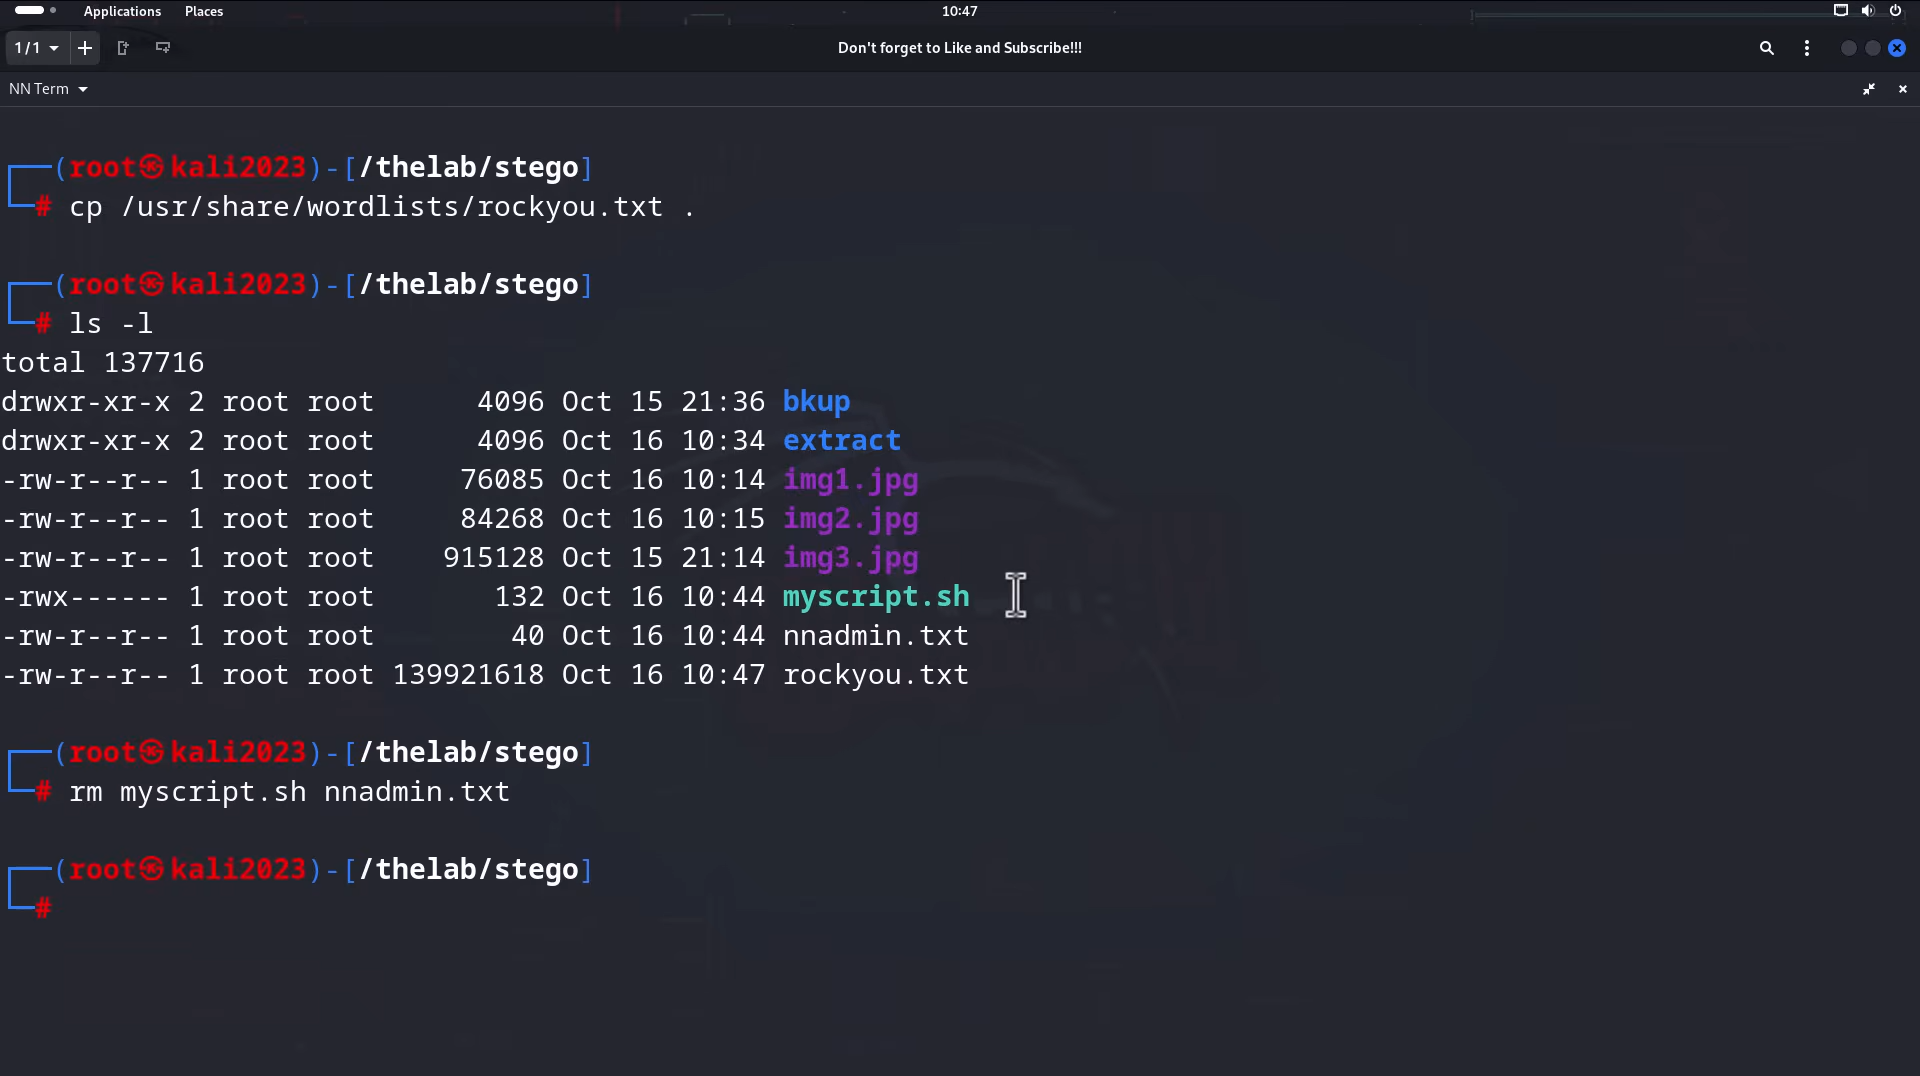 Applications Places 10:47
1/1 Don't forget to Like and Subscribe!!!
NN Term
(root㉿kali2023)-[/thelab/stego]
# cp /usr/share/wordlists/rockyou.txt .
(root㉿kali2023)-[/thelab/stego]
# ls -l
total 137716
drwxr-xr-x 2 root root      4096 Oct 15 21:36 bkup
drwxr-xr-x 2 root root      4096 Oct 16 10:34 extract
-rw-r--r-- 1 root root     76085 Oct 16 10:14 img1.jpg
-rw-r--r-- 1 root root     84268 Oct 16 10:15 img2.jpg
-rw-r--r-- 1 root root    915128 Oct 15 21:14 img3.jpg
-rwx------ 1 root root       132 Oct 16 10:44 myscript.sh
-rw-r--r-- 1 root root        40 Oct 16 10:44 nnadmin.txt
-rw-r--r-- 1 root root 139921618 Oct 16 10:47 rockyou.txt
(root㉿kali2023)-[/thelab/stego]
# rm myscript.sh nnadmin.txt
(root㉿kali2023)-[/thelab/stego]
#